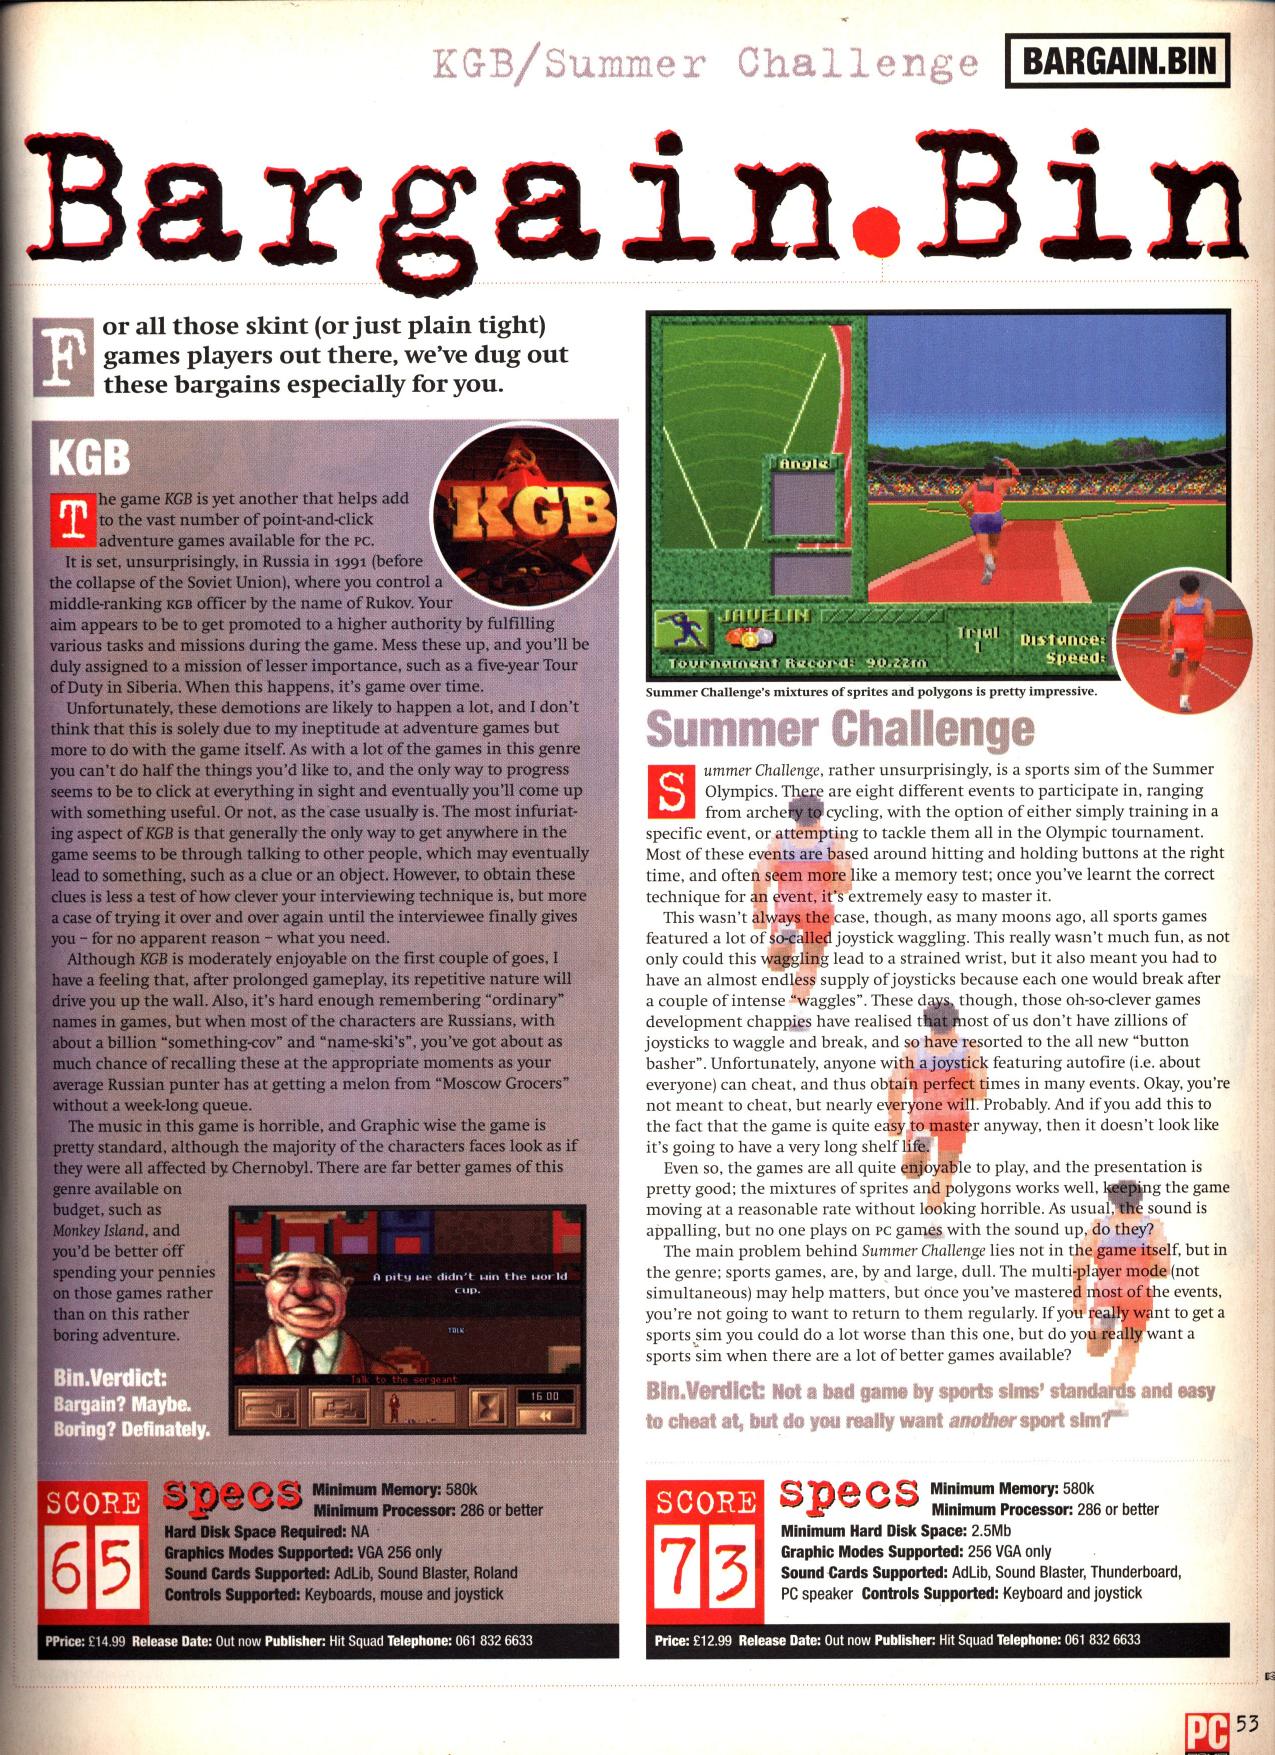 KGB/Summer Challenge BARGAIN.BIN
Bargain.Bin
For all those skint (or just plain tight)
games players out there, we've dug out
these bargains especially for you.
KGB
KGB
The game KGB is yet another that helps add
to the vast number of point-and-click
adventure games available for the PC.
It is set, unsurprisingly, in Russia in 1991 (before
the collapse of the Soviet Union), where you control a
middle-ranking KGB officer by the name of Rukov. Your
aim appears to be to get promoted to a higher authority by fulfilling
various tasks and missions during the game. Mess these up, and you'll be
duly assigned to a mission of lesser importance, such as a five-year Tour
of Duty in Siberia. When this happens, it's game over time.
Unfortunately, these demotions are likely to happen a lot, and I don't
think that this is solely due to my ineptitude at adventure games but
more to do with the game itself. As with a lot of the games in this genre
you can't do half the things you'd like to, and the only way to progress
seems to be to click at everything in sight and eventually you'll come up
with something useful. Or not, as the case usually is. The most infuriat-
ing aspect of KGB is that generally the only way to get anywhere in the
game seems to be through talking to other people, which may eventually
lead to something, such as a clue or an object. However, to obtain these
clues is less a test of how clever your interviewing technique is, but more
a case of trying it over and over again until the interviewee finally gives
you – for no apparent reason – what you need.
Although KGB is moderately enjoyable on the first couple of goes, I
have a feeling that, after prolonged gameplay, its repetitive nature will
drive you up the wall. Also, it's hard enough remembering "ordinary"
names in games, but when most of the characters are Russians, with
about a billion "something-cov" and "name-ski's", you've got about as
much chance of recalling these at the appropriate moments as your
average Russian punter has at getting a melon from "Moscow Grocers"
without a week-long queue.
The music in this game is horrible, and Graphic wise the game is
pretty standard, although the majority of the characters faces look as if
they were all affected by Chernobyl. There are far better games of this
genre available on
budget, such as
Monkey Island, and
you'd be better off
spending your pennies
on those games rather
than on this rather
boring adventure.
A pity we didn't win the world
cup.
TALK
Talk to the sergeant
16 00
Bin.Verdict:
Bargain? Maybe.
Boring? Definately.
SCORE
65
specs Minimum Memory: 580k
Minimum Processor: 286 or better
Hard Disk Space Required: NA
Graphics Modes Supported: VGA 256 only
Sound Cards Supported: AdLib, Sound Blaster, Roland
Controls Supported: Keyboards, mouse and joystick
PPrice: £14.99 Release Date: Out now Publisher: Hit Squad Telephone: 061 832 6633
Angle
JAVELIN
Trial
1
Distance:
Speed:
Tournament Record: 90.22m
Summer Challenge's mixtures of sprites and polygons is pretty impressive.
Summer Challenge
Summer Challenge, rather unsurprisingly, is a sports sim of the Summer
Olympics. There are eight different events to participate in, ranging
from archery to cycling, with the option of either simply training in a
specific event, or attempting to tackle them all in the Olympic tournament.
Most of these events are based around hitting and holding buttons at the right
time, and often seem more like a memory test; once you've learnt the correct
technique for an event, it's extremely easy to master it.
This wasn't always the case, though, as many moons ago, all sports games
featured a lot of so-called joystick waggling. This really wasn't much fun, as not
only could this waggling lead to a strained wrist, but it also meant you had to
have an almost endless supply of joysticks because each one would break after
a couple of intense "waggles". These days, though, those oh-so-clever games
development chappies have realised that most of us don't have zillions of
joysticks to waggle and break, and so have resorted to the all new "button
basher". Unfortunately, anyone with a joystick featuring autofire (i.e. about
everyone) can cheat, and thus obtain perfect times in many events. Okay, you're
not meant to cheat, but nearly everyone will. Probably. And if you add this to
the fact that the game is quite easy to master anyway, then it doesn't look like
it's going to have a very long shelf life.
Even so, the games are all quite enjoyable to play, and the presentation is
pretty good; the mixtures of sprites and polygons works well, keeping the game
moving at a reasonable rate without looking horrible. As usual, the sound is
appalling, but no one plays on PC games with the sound up, do they?
The main problem behind Summer Challenge lies not in the game itself, but in
the genre; sports games, are, by and large, dull. The multi-player mode (not
simultaneous) may help matters, but once you've mastered most of the events,
you're not going to want to return to them regularly. If you really want to get a
sports sim you could do a lot worse than this one, but do you really want a
sports sim when there are a lot of better games available?
Bin.Verdict: Not a bad game by sports sims' standards and easy
to cheat at, but do you really want another sport sim?
SCORE
73
specs Minimum Memory: 580k
Minimum Processor: 286 or better
Minimum Hard Disk Space: 2.5Mb
Graphic Modes Supported: 256 VGA only
Sound Cards Supported: AdLib, Sound Blaster, Thunderboard,
PC speaker Controls Supported: Keyboard and joystick
Price: £12.99 Release Date: Out now Publisher: Hit Squad Telephone: 061 832 6633
PC 53